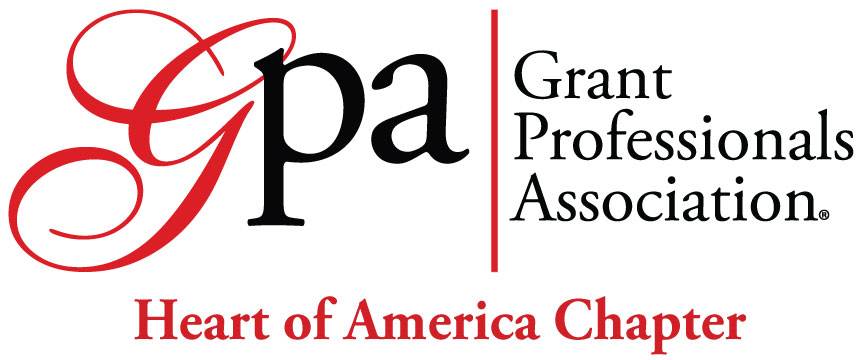 Gpa
Grant
Professionals
Association®
Heart of America Chapter